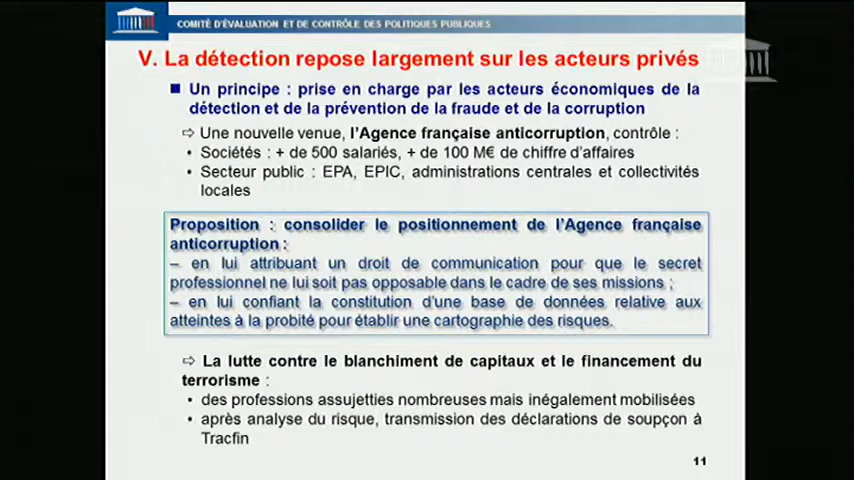 COMITÉ D'ÉVALUATION ET DE CONTRÔLE DES POLITIQUES PUBLIQUES
V. La détection repose largement sur les acteurs privés
Un principe : prise en charge par les acteurs économiques de la
détection et de la prévention de la fraude et de la corruption
⇨ Une nouvelle venue, l'Agence française anticorruption, contrôle :
• Sociétés : + de 500 salariés, + de 100 M€ de chiffre d'affaires
• Secteur public : EPA, EPIC, administrations centrales et collectivités
locales
Proposition : consolider le positionnement de l'Agence française
anticorruption :
– en lui attribuant un droit de communication pour que le secret
professionnel ne lui soit pas opposable dans le cadre de ses missions ;
– en lui confiant la constitution d'une base de données relative aux
atteintes à la probité pour établir une cartographie des risques.
⇨ La lutte contre le blanchiment de capitaux et le financement du
terrorisme :
• des professions assujetties nombreuses mais inégalement mobilisées
• après analyse du risque, transmission des déclarations de soupçon à
Tracfin
11